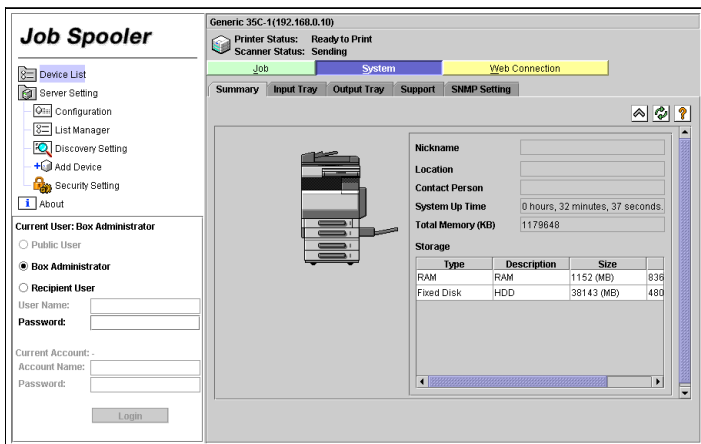 Job Spooler
Device List
Server Setting
Configuration
List Manager
Discovery Setting
Add Device
Security Setting
About
Current User: Box Administrator
Public User
Box Administrator
Recipient User
User Name:
Password:
Current Account: -
Account Name:
Password:
Login
Generic 35C-1(192.168.0.10)
Printer Status: Ready to Print
Scanner Status: Sending
Job System Web Connection
Summary Input Tray Output Tray Support SNMP Setting
Nickname
Location
Contact Person
System Up Time 0 hours, 32 minutes, 37 seconds.
Total Memory (KB) 1179648
Storage
Type Description Size
RAM RAM 1152 (MB) 836
Fixed Disk HDD 38143 (MB) 480